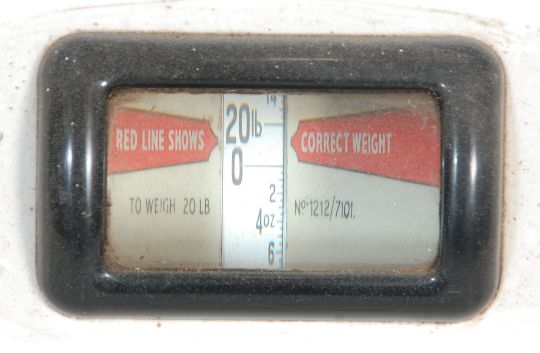 14
20lb
RED LINE SHOWS
CORRECT WEIGHT
0
2
TO WEIGH 20 LB
No 1212/7101.
4oz
6